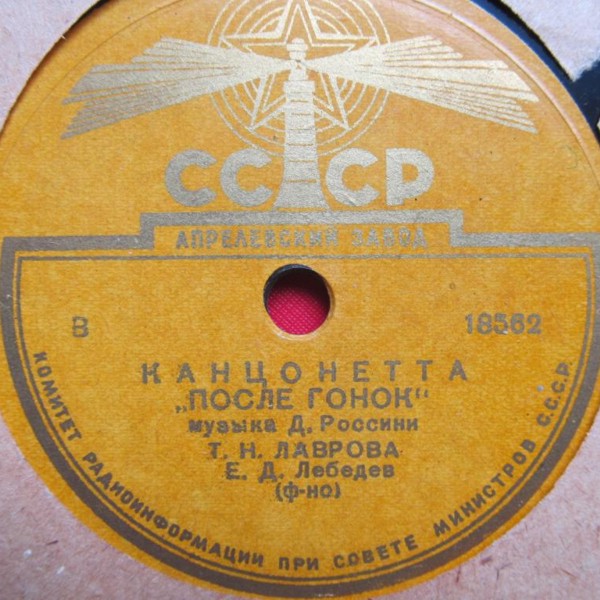 СССР
АПРЕЛЕВСКИЙ ЗАВОД
В 18562
КАНЦОНЕТТА
„ПОСЛЕ ГОНОК“
музыка Д. Россини
Т. Н. ЛАВРОВА
Е. Д. Лебедев
(ф-но)
КОМИТЕТ РАДИОИНФОРМАЦИИ ПРИ СОВЕТЕ МИНИСТРОВ С.С.С.Р.